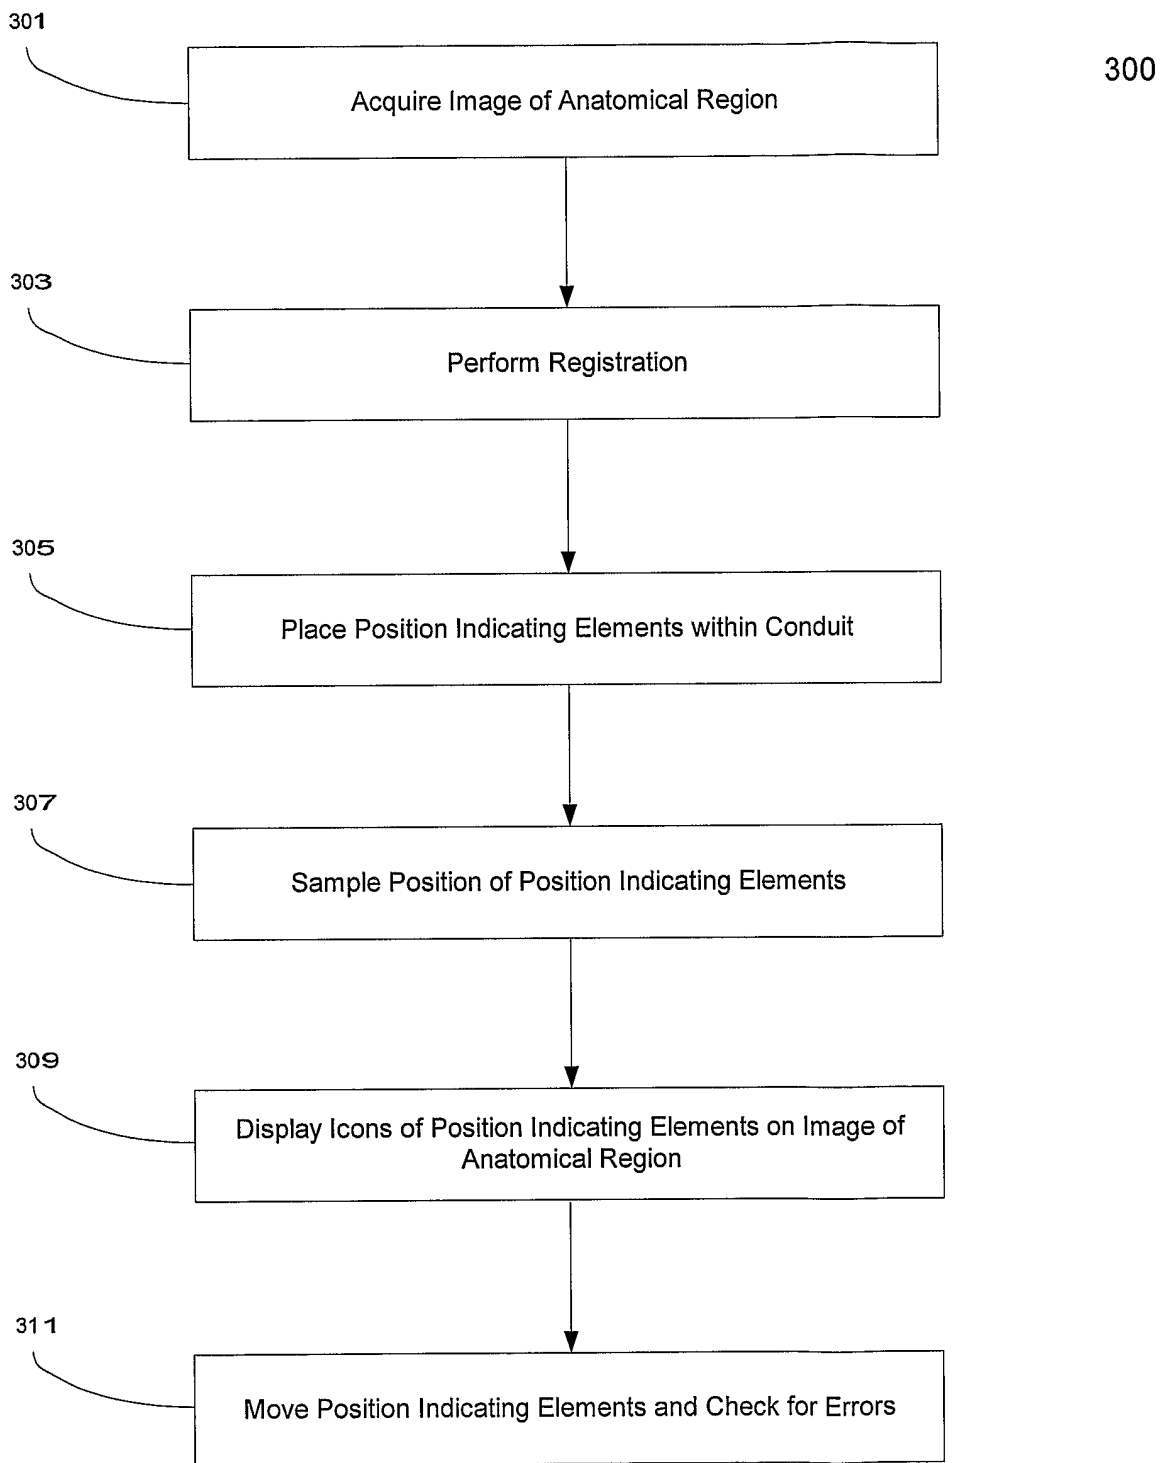 301
300
Acquire Image of Anatomical Region
303
Perform Registration
305
Place Position Indicating Elements within Conduit
307
Sample Position of Position Indicating Elements
309
Display Icons of Position Indicating Elements on Image of
Anatomical Region
311
Move Position Indicating Elements and Check for Errors